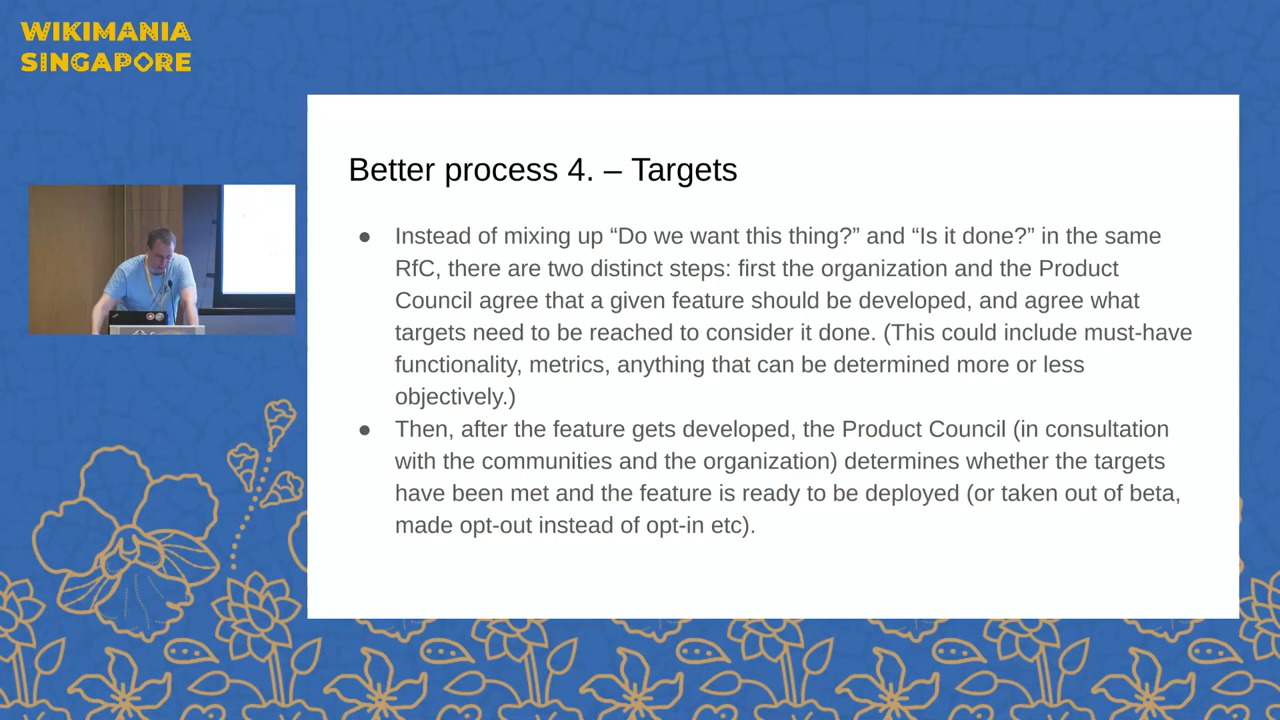 WIKIMANIA
SINGAPORE
Better process 4. – Targets
● Instead of mixing up “Do we want this thing?” and “Is it done?” in the same
RfC, there are two distinct steps: first the organization and the Product
Council agree that a given feature should be developed, and agree what
targets need to be reached to consider it done. (This could include must-have
functionality, metrics, anything that can be determined more or less
objectively.)
● Then, after the feature gets developed, the Product Council (in consultation
with the communities and the organization) determines whether the targets
have been met and the feature is ready to be deployed (or taken out of beta,
made opt-out instead of opt-in etc).